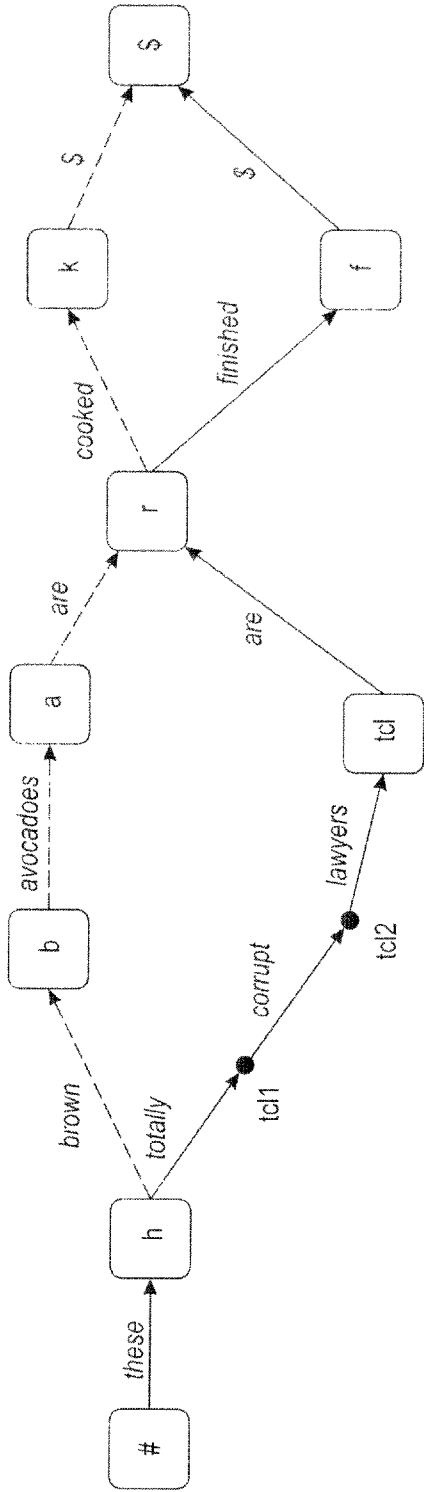 #
these
h
brown
totally
tcl1
corrupt
tcl2
lawyers
tcl
b
avocadoes
a
are
are
r
cooked
finished
k
f
$
$
$